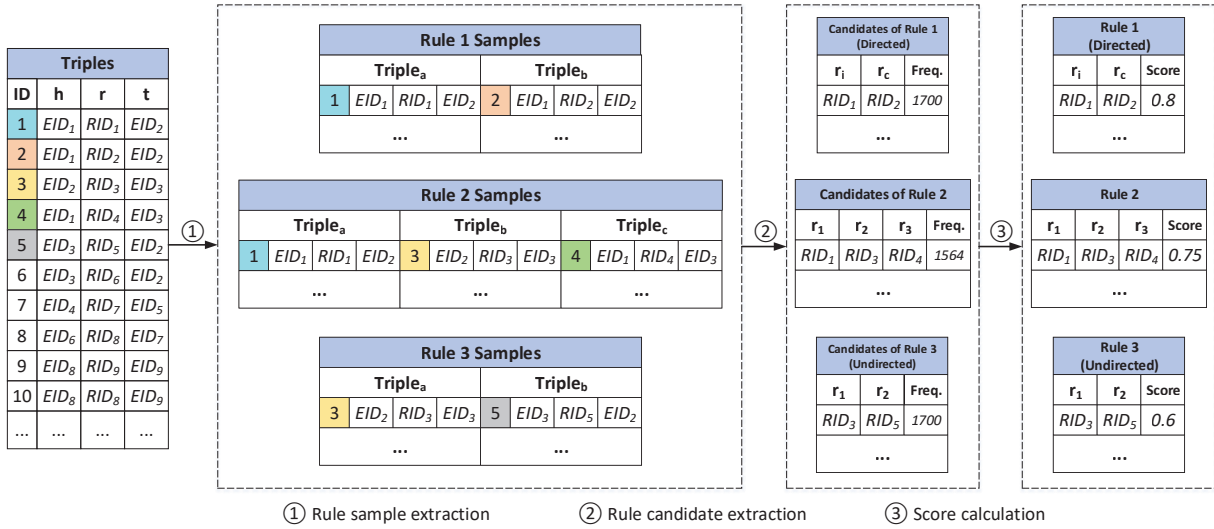 Triples
ID h r t
1 EID₁ RID₁ EID₂
2 EID₁ RID₂ EID₂
3 EID₂ RID₃ EID₃
4 EID₁ RID₄ EID₃
5 EID₃ RID₅ EID₂
6 EID₃ RID₆ EID₂
7 EID₄ RID₇ EID₅
8 EID₆ RID₈ EID₇
9 EID₈ RID₉ EID₉
10 EID₈ RID₈ EID₉
... ... ... ...
①
Rule 1 Samples
Tripleₐ Triple_b
1 EID₁ RID₁ EID₂ 2 EID₁ RID₂ EID₂
...
Rule 2 Samples
Tripleₐ Triple_b Triple_c
1 EID₁ RID₁ EID₂ 3 EID₂ RID₃ EID₃ 4 EID₁ RID₄ EID₃
...
Rule 3 Samples
Tripleₐ Triple_b
3 EID₂ RID₃ EID₃ 5 EID₃ RID₅ EID₂
...
②
Candidates of Rule 1
(Directed)
rᵢ r_c Freq.
RID₁ RID₂ 1700
...
Candidates of Rule 2
r₁ r₂ r₃ Freq.
RID₁ RID₃ RID₄ 1564
...
Candidates of Rule 3
(Undirected)
r₁ r₂ Freq.
RID₃ RID₅ 1700
...
③
Rule 1
(Directed)
rᵢ r_c Score
RID₁ RID₂ 0.8
...
Rule 2
r₁ r₂ r₃ Score
RID₁ RID₃ RID₄ 0.75
...
Rule 3
(Undirected)
r₁ r₂ Score
RID₃ RID₅ 0.6
...
① Rule sample extraction ② Rule candidate extraction ③ Score calculation